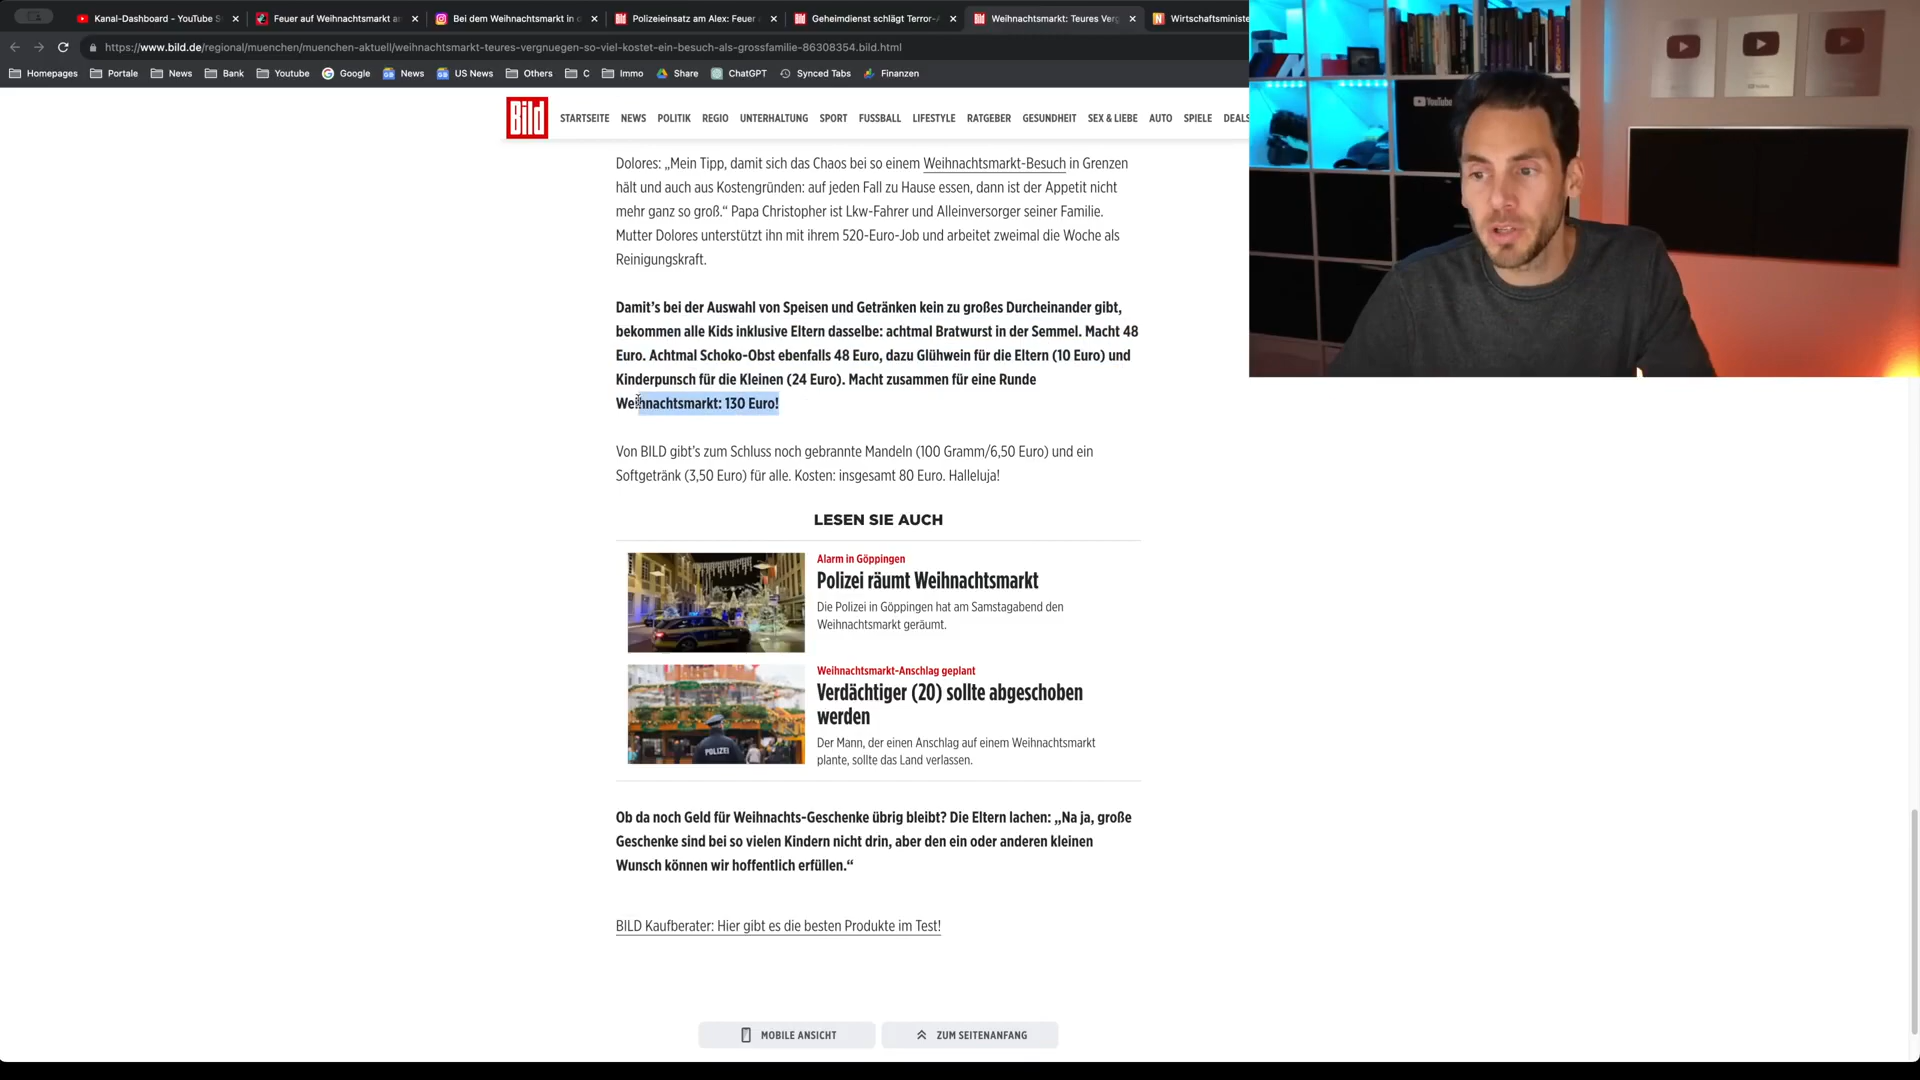 Kanal-Dashboard - YouTube S
Feuer auf Weihnachtsmarkt a
Bei dem Weihnachtsmarkt in
Polizeieinsatz am Alex: Feuer
Geheimdienst schlägt Terror-A
Weihnachtsmarkt: Teures Verg
Wirtschaftsministe
https://www.bild.de/regional/muenchen/muenchen-aktuell/weihnachtsmarkt-teures-vergnuegen-so-viel-kostet-ein-besuch-als-grossfamilie-86308354.bild.html
Homepages Portale News Bank Youtube Google News US News Others C Immo Share ChatGPT Synced Tabs Finanzen
Bild STARTSEITE NEWS POLITIK REGIO UNTERHALTUNG SPORT FUSSBALL LIFESTYLE RATGEBER GESUNDHEIT SEX & LIEBE AUTO SPIELE DEALS
YouTube
Dolores: „Mein Tipp, damit sich das Chaos bei so einem Weihnachtsmarkt-Besuch in Grenzen
hält und auch aus Kostengründen: auf jeden Fall zu Hause essen, dann ist der Appetit nicht
mehr ganz so groß.“ Papa Christopher ist Lkw-Fahrer und Alleinversorger seiner Familie.
Mutter Dolores unterstützt ihn mit ihrem 520-Euro-Job und arbeitet zweimal die Woche als
Reinigungskraft.
Damit’s bei der Auswahl von Speisen und Getränken kein zu großes Durcheinander gibt,
bekommen alle Kids inklusive Eltern dasselbe: achtmal Bratwurst in der Semmel. Macht 48
Euro. Achtmal Schoko-Obst ebenfalls 48 Euro, dazu Glühwein für die Eltern (10 Euro) und
Kinderpunsch für die Kleinen (24 Euro). Macht zusammen für eine Runde
Weihnachtsmarkt: 130 Euro!
Von BILD gibt’s zum Schluss noch gebrannte Mandeln (100 Gramm/6,50 Euro) und ein
Softgetränk (3,50 Euro) für alle. Kosten: insgesamt 80 Euro. Halleluja!
LESEN SIE AUCH
Alarm in Göppingen
Polizei räumt Weihnachtsmarkt
Die Polizei in Göppingen hat am Samstagabend den
Weihnachtsmarkt geräumt.
POLIZEI
Weihnachtsmarkt-Anschlag geplant
Verdächtiger (20) sollte abgeschoben
werden
Der Mann, der einen Anschlag auf einem Weihnachtsmarkt
plante, sollte das Land verlassen.
Ob da noch Geld für Weihnachts-Geschenke übrig bleibt? Die Eltern lachen: „Na ja, große
Geschenke sind bei so vielen Kindern nicht drin, aber den ein oder anderen kleinen
Wunsch können wir hoffentlich erfüllen.“
BILD Kaufberater: Hier gibt es die besten Produkte im Test!
MOBILE ANSICHT
ZUM SEITENANFANG